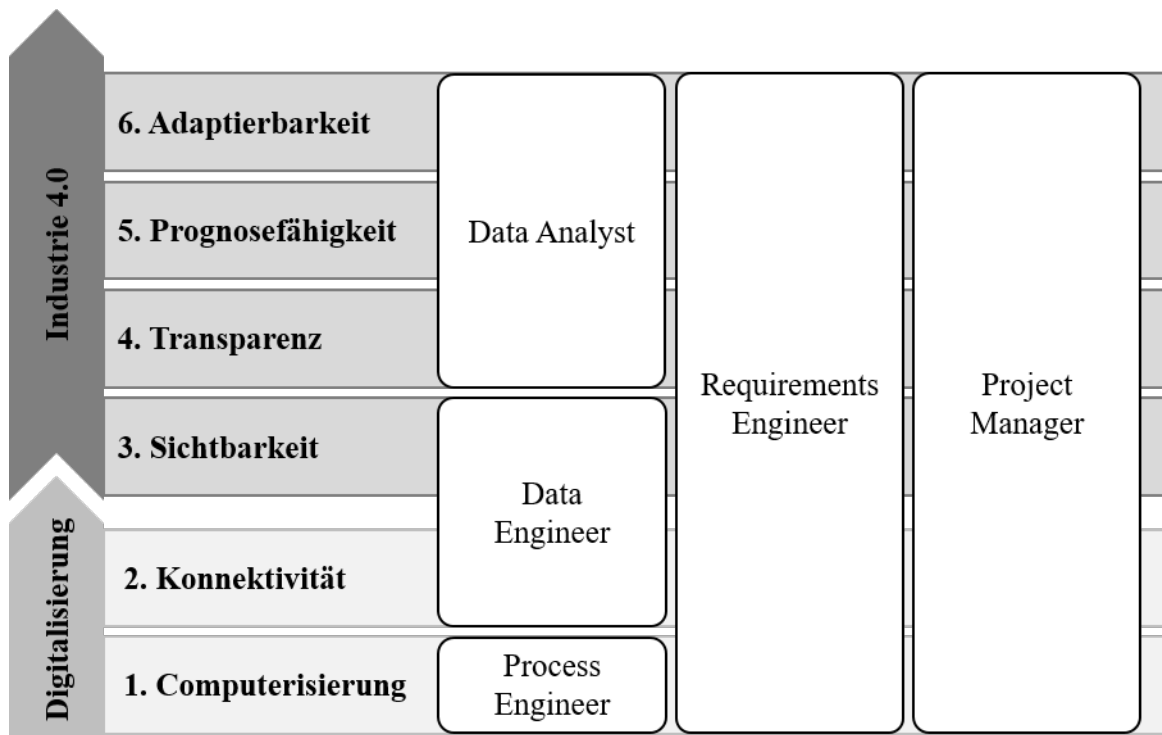 Industrie 4.0
Digitalisierung
6. Adaptierbarkeit
5. Prognosefähigkeit
4. Transparenz
3. Sichtbarkeit
2. Konnektivität
1. Computerisierung
Data Analyst
Data
Engineer
Process
Engineer
Requirements
Engineer
Project
Manager